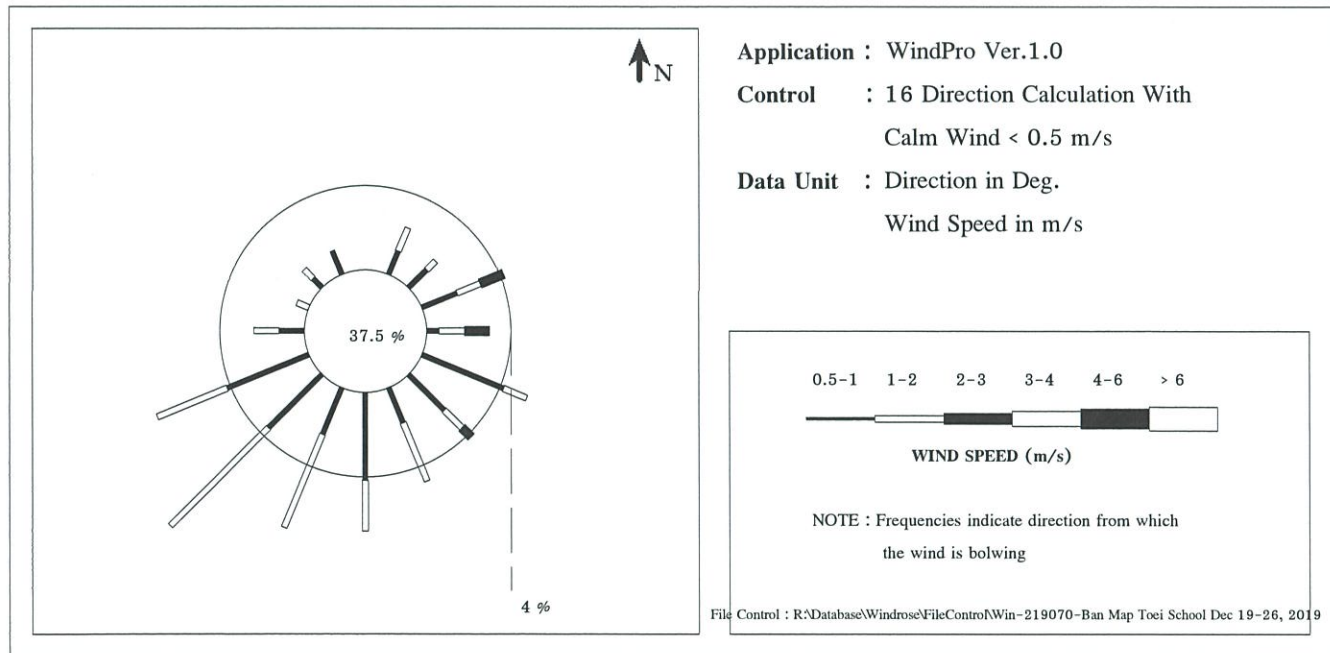 N
37.5 %
4 %
Application : WindPro Ver.1.0
Control : 16 Direction Calculation With
Calm Wind < 0.5 m/s
Data Unit : Direction in Deg.
Wind Speed in m/s
0.5-1 1-2 2-3 3-4 4-6 > 6
WIND SPEED (m/s)
NOTE : Frequencies indicate direction from which
the wind is bolwing
File Control : R:\Database\Windrose\FileControl\Win-219070-Ban Map Toei School Dec 19-26, 2019